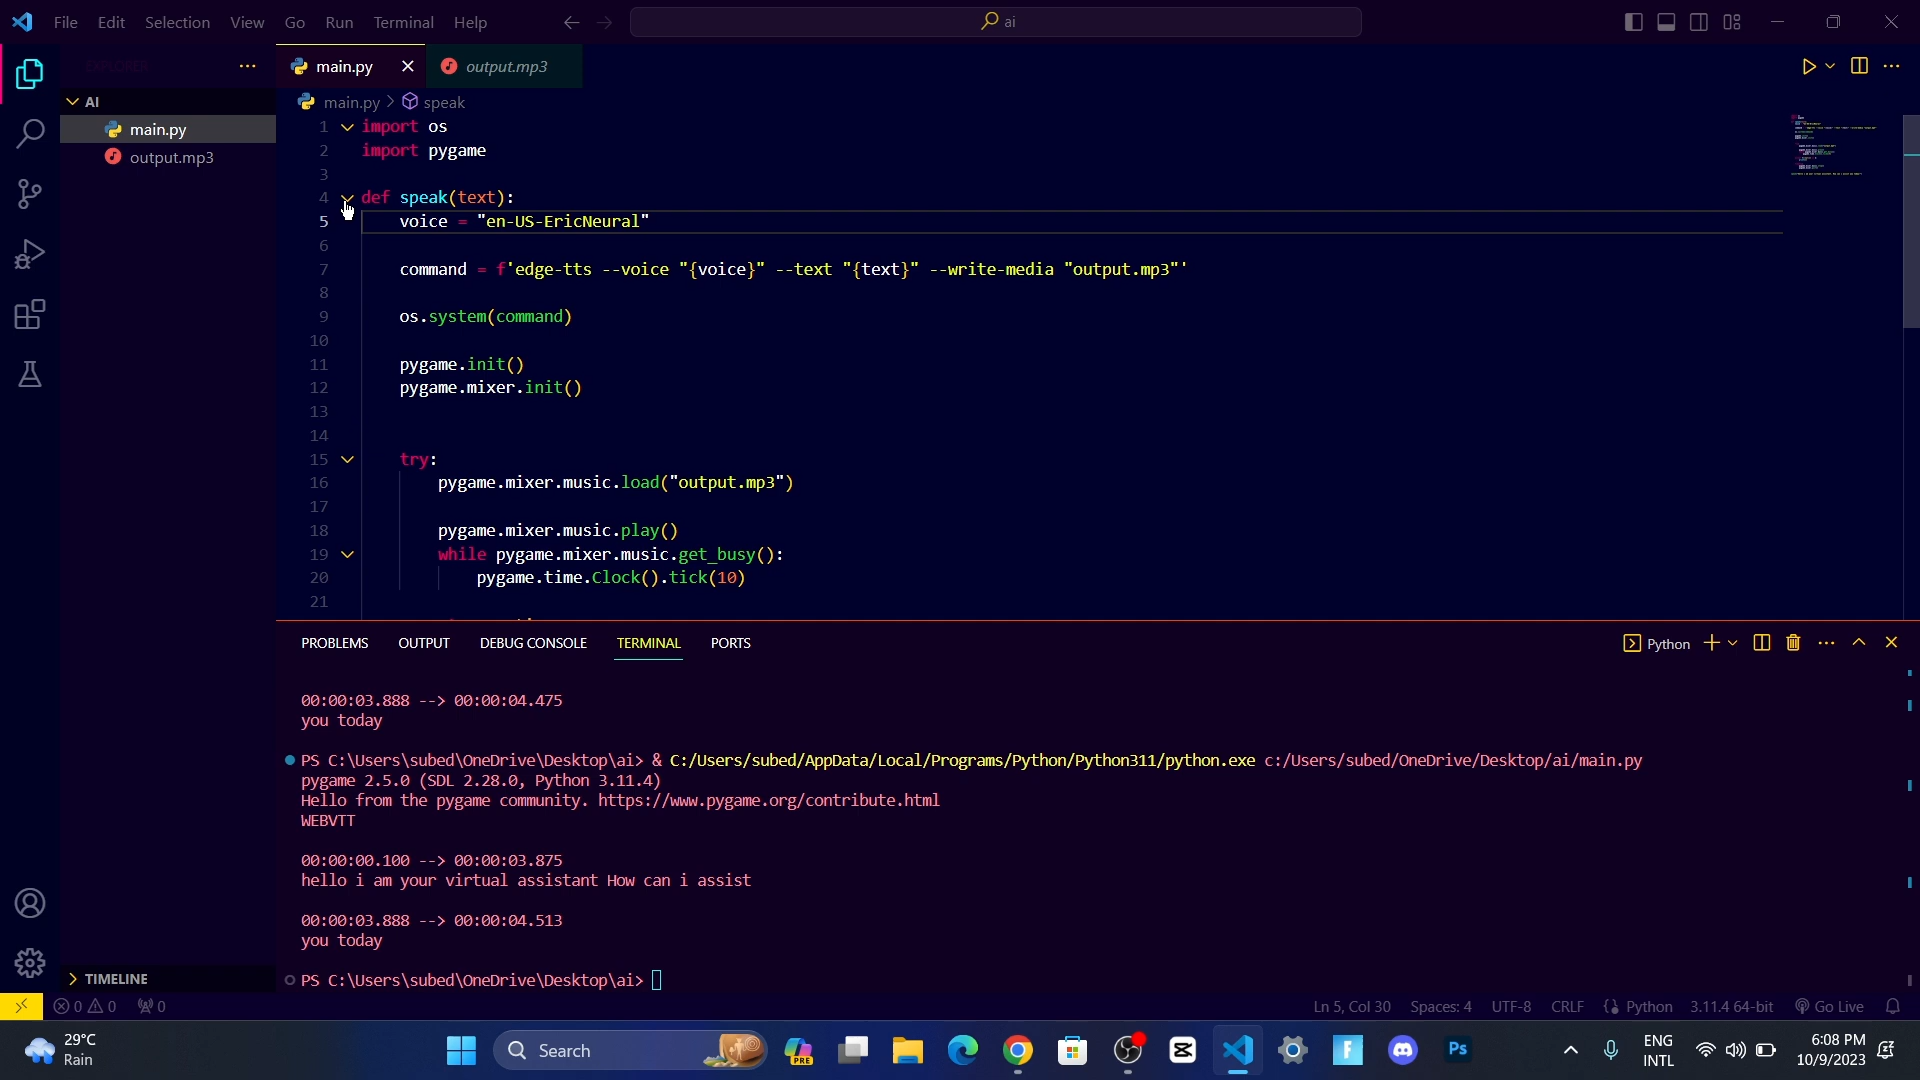 File Edit Selection View Go Run Terminal Help
ai
EXPLORER
main.py
output.mp3
AI
main.py
output.mp3
main.py > speak
1 import os
2 import pygame
3
4 def speak(text):
5 voice = "en-US-EricNeural"
6
7 command = f'edge-tts --voice "{voice}" --text "{text}" --write-media "output.mp3"'
8
9 os.system(command)
10
11 pygame.init()
12 pygame.mixer.init()
13
14
15 try:
16 pygame.mixer.music.load("output.mp3")
17
18 pygame.mixer.music.play()
19 while pygame.mixer.music.get_busy():
20 pygame.time.Clock().tick(10)
21
PROBLEMS OUTPUT DEBUG CONSOLE TERMINAL PORTS
Python
00:00:03.888 --> 00:00:04.475
you today
PS C:\Users\subed\OneDrive\Desktop\ai> & C:/Users/subed/AppData/Local/Programs/Python/Python311/python.exe c:/Users/subed/OneDrive/Desktop/ai/main.py
pygame 2.5.0 (SDL 2.28.0, Python 3.11.4)
Hello from the pygame community. https://www.pygame.org/contribute.html
WEBVTT
00:00:00.100 --> 00:00:03.875
hello i am your virtual assistant How can i assist
00:00:03.888 --> 00:00:04.513
you today
PS C:\Users\subed\OneDrive\Desktop\ai>
TIMELINE
0 0 0
Ln 5, Col 30 Spaces: 4 UTF-8 CRLF Python 3.11.4 64-bit Go Live
29°C
Rain
Search
PRE
Ps
ENG
INTL
6:08 PM
10/9/2023